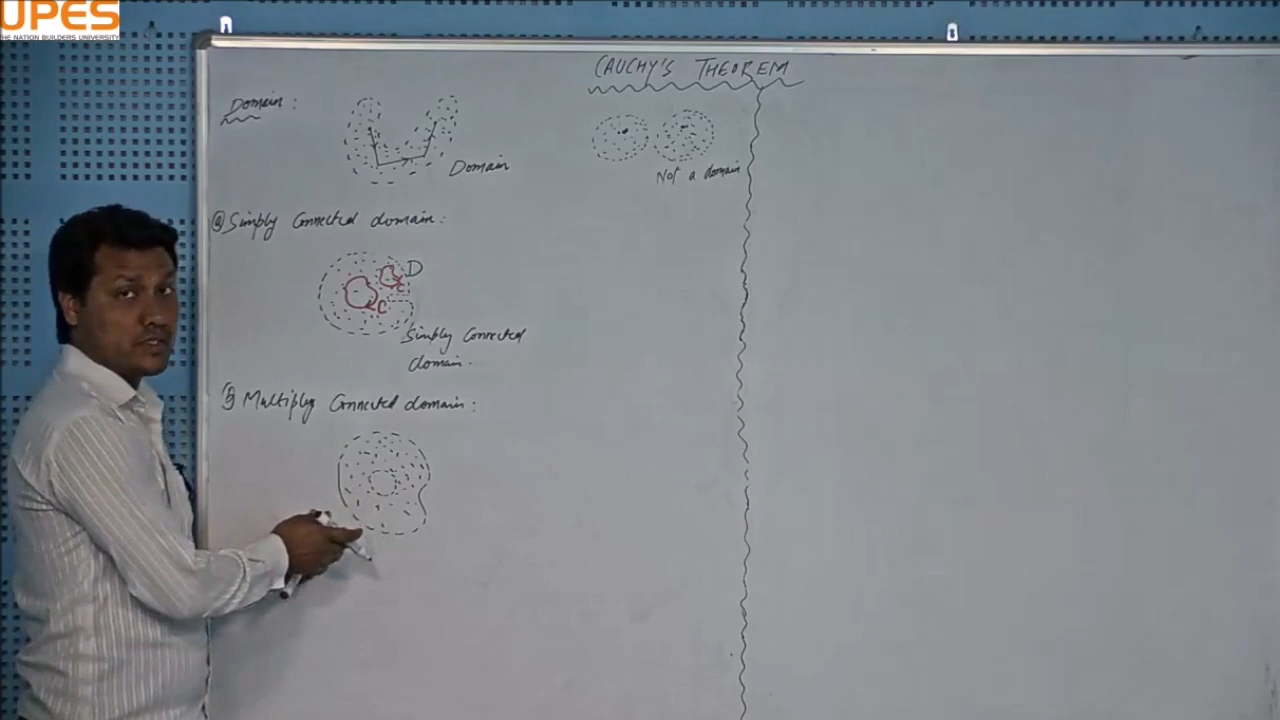 UPES
THE NATION BUILDERS UNIVERSITY
CAUCHY'S THEOREM
Domain:
Domain
Not a domain
(a) Simply Connected domain:
D
C
C
Simply Connected
domain.
(b) Multiply Connected domain: